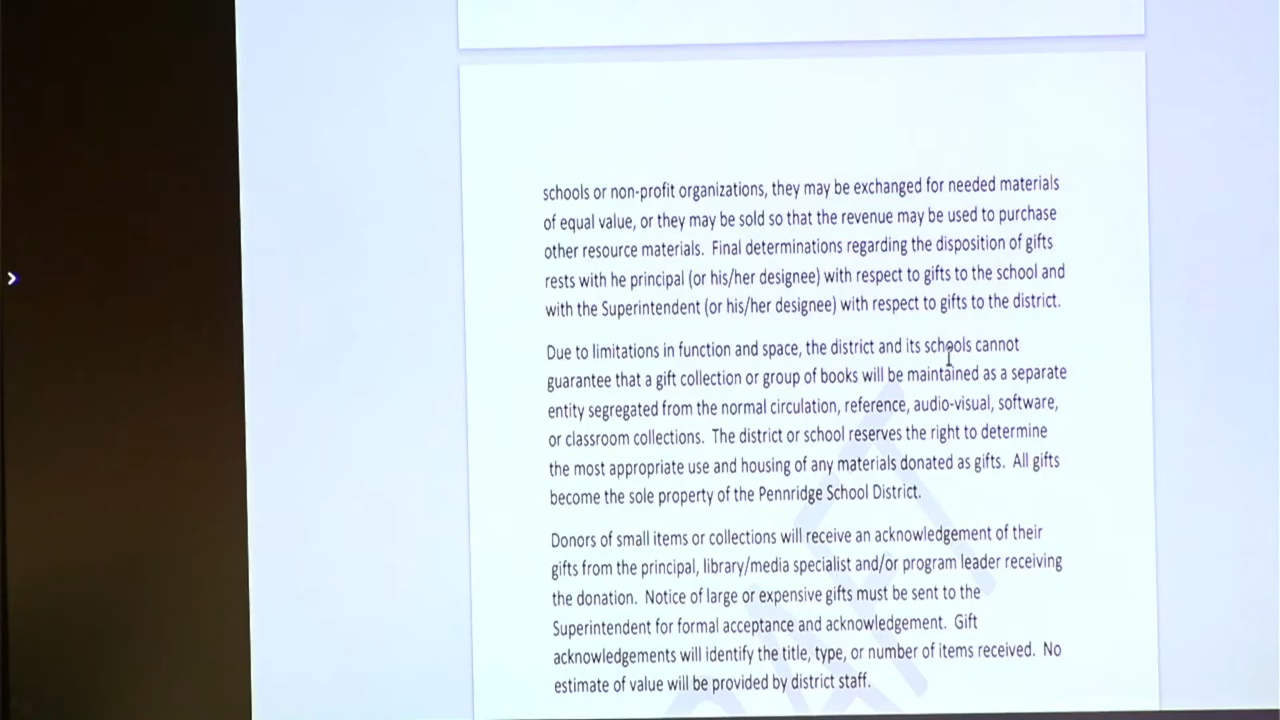 schools or non-profit organizations, they may be exchanged for needed materials
of equal value, or they may be sold so that the revenue may be used to purchase
other resource materials.  Final determinations regarding the disposition of gifts
rests with he principal (or his/her designee) with respect to gifts to the school and
with the Superintendent (or his/her designee) with respect to gifts to the district.
Due to limitations in function and space, the district and its schools cannot
guarantee that a gift collection or group of books will be maintained as a separate
entity segregated from the normal circulation, reference, audio-visual, software,
or classroom collections.  The district or school reserves the right to determine
the most appropriate use and housing of any materials donated as gifts.  All gifts
become the sole property of the Pennridge School District.
Donors of small items or collections will receive an acknowledgement of their
gifts from the principal, library/media specialist and/or program leader receiving
the donation.  Notice of large or expensive gifts must be sent to the
Superintendent for formal acceptance and acknowledgement.  Gift
acknowledgements will identify the title, type, or number of items received.  No
estimate of value will be provided by district staff.